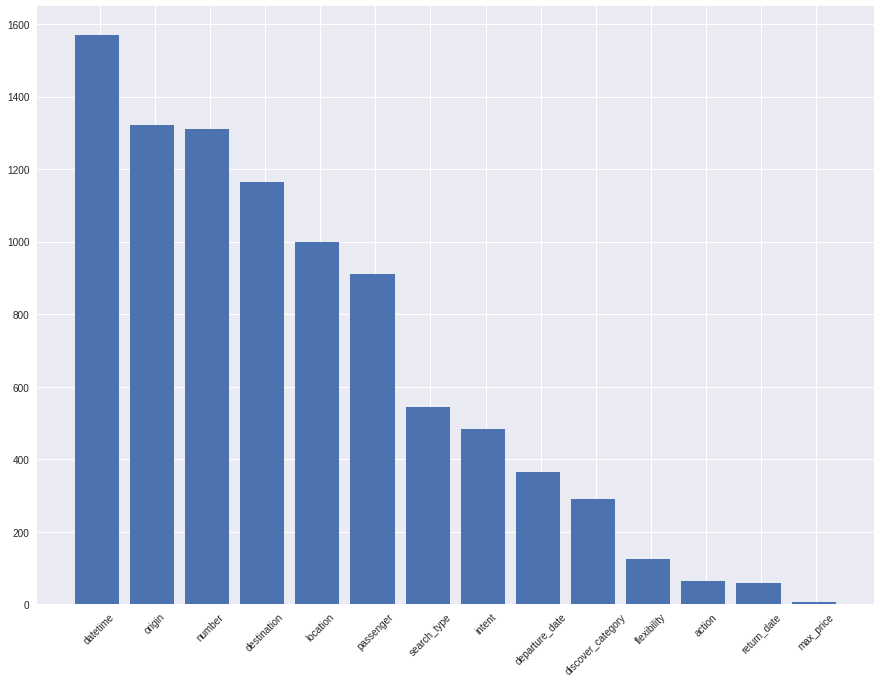 1600
1400
1200
1000
800
600
400
200
0
datetime
origin
number
destination
location
passenger
search_type
intent
departure_date
discover_category
flexibility
action
return_date
max_price